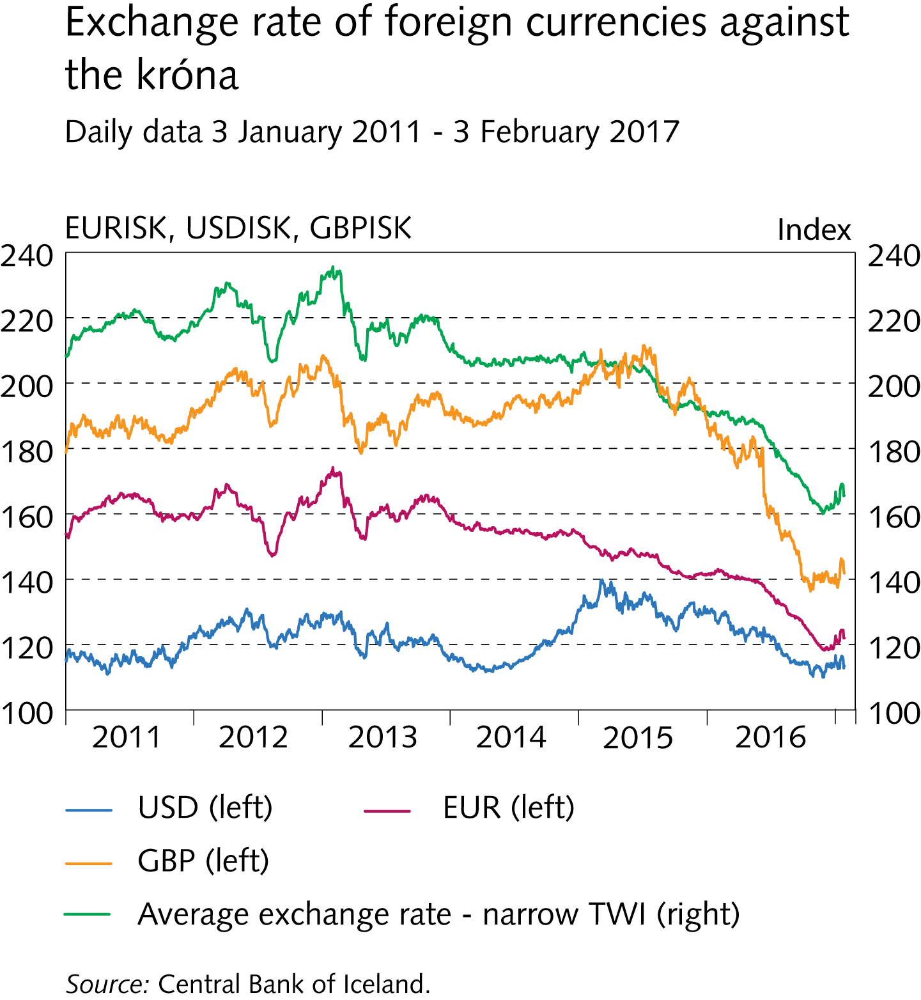 Exchange rate of foreign currencies against
the króna
Daily data 3 January 2011 - 3 February 2017
EURISK, USDISK, GBPISK Index
240 240
220 220
200 200
180 180
160 160
140 140
120 120
100 100
2011 2012 2013 2014 2015 2016
USD (left) EUR (left)
GBP (left)
Average exchange rate - narrow TWI (right)
Source: Central Bank of Iceland.